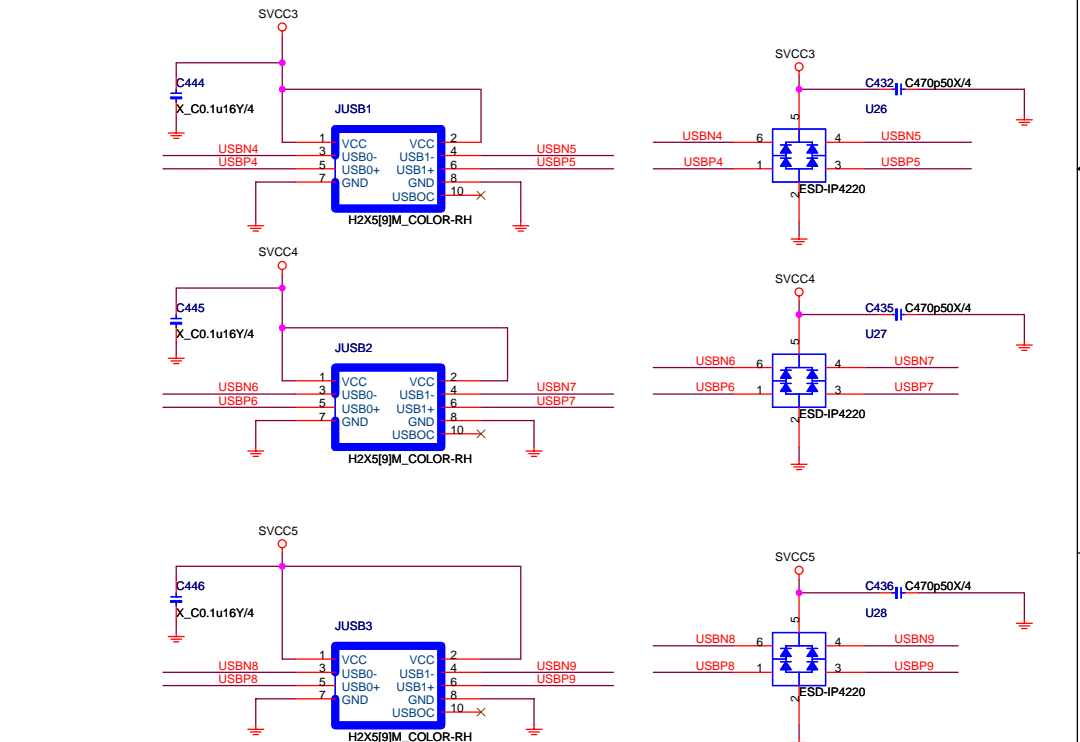 SVCC3
C444
X_C0.1u16Y/4
JUSB1
1 VCC VCC 2
USBN4 3 USB0- USB1- 4 USBN5
USBP4 5 USB0+ USB1+ 6 USBP5
7 GND GND 8
USBOC 10
H2X5[9]M_COLOR-RH
SVCC3
C432 C470p50X/4
U26
5
USBN4 6 4 USBN5
USBP4 1 3 USBP5
2
ESD-IP4220
SVCC4
C445
X_C0.1u16Y/4
JUSB2
1 VCC VCC 2
USBN6 3 USB0- USB1- 4 USBN7
USBP6 5 USB0+ USB1+ 6 USBP7
7 GND GND 8
USBOC 10
H2X5[9]M_COLOR-RH
SVCC4
C435 C470p50X/4
U27
5
USBN6 6 4 USBN7
USBP6 1 3 USBP7
2
ESD-IP4220
SVCC5
C446
X_C0.1u16Y/4
JUSB3
1 VCC VCC 2
USBN8 3 USB0- USB1- 4 USBN9
USBP8 5 USB0+ USB1+ 6 USBP9
7 GND GND 8
USBOC 10
H2X5[9]M_COLOR-RH
SVCC5
C436 C470p50X/4
U28
5
USBN8 6 4 USBN9
USBP8 1 3 USBP9
2
ESD-IP4220